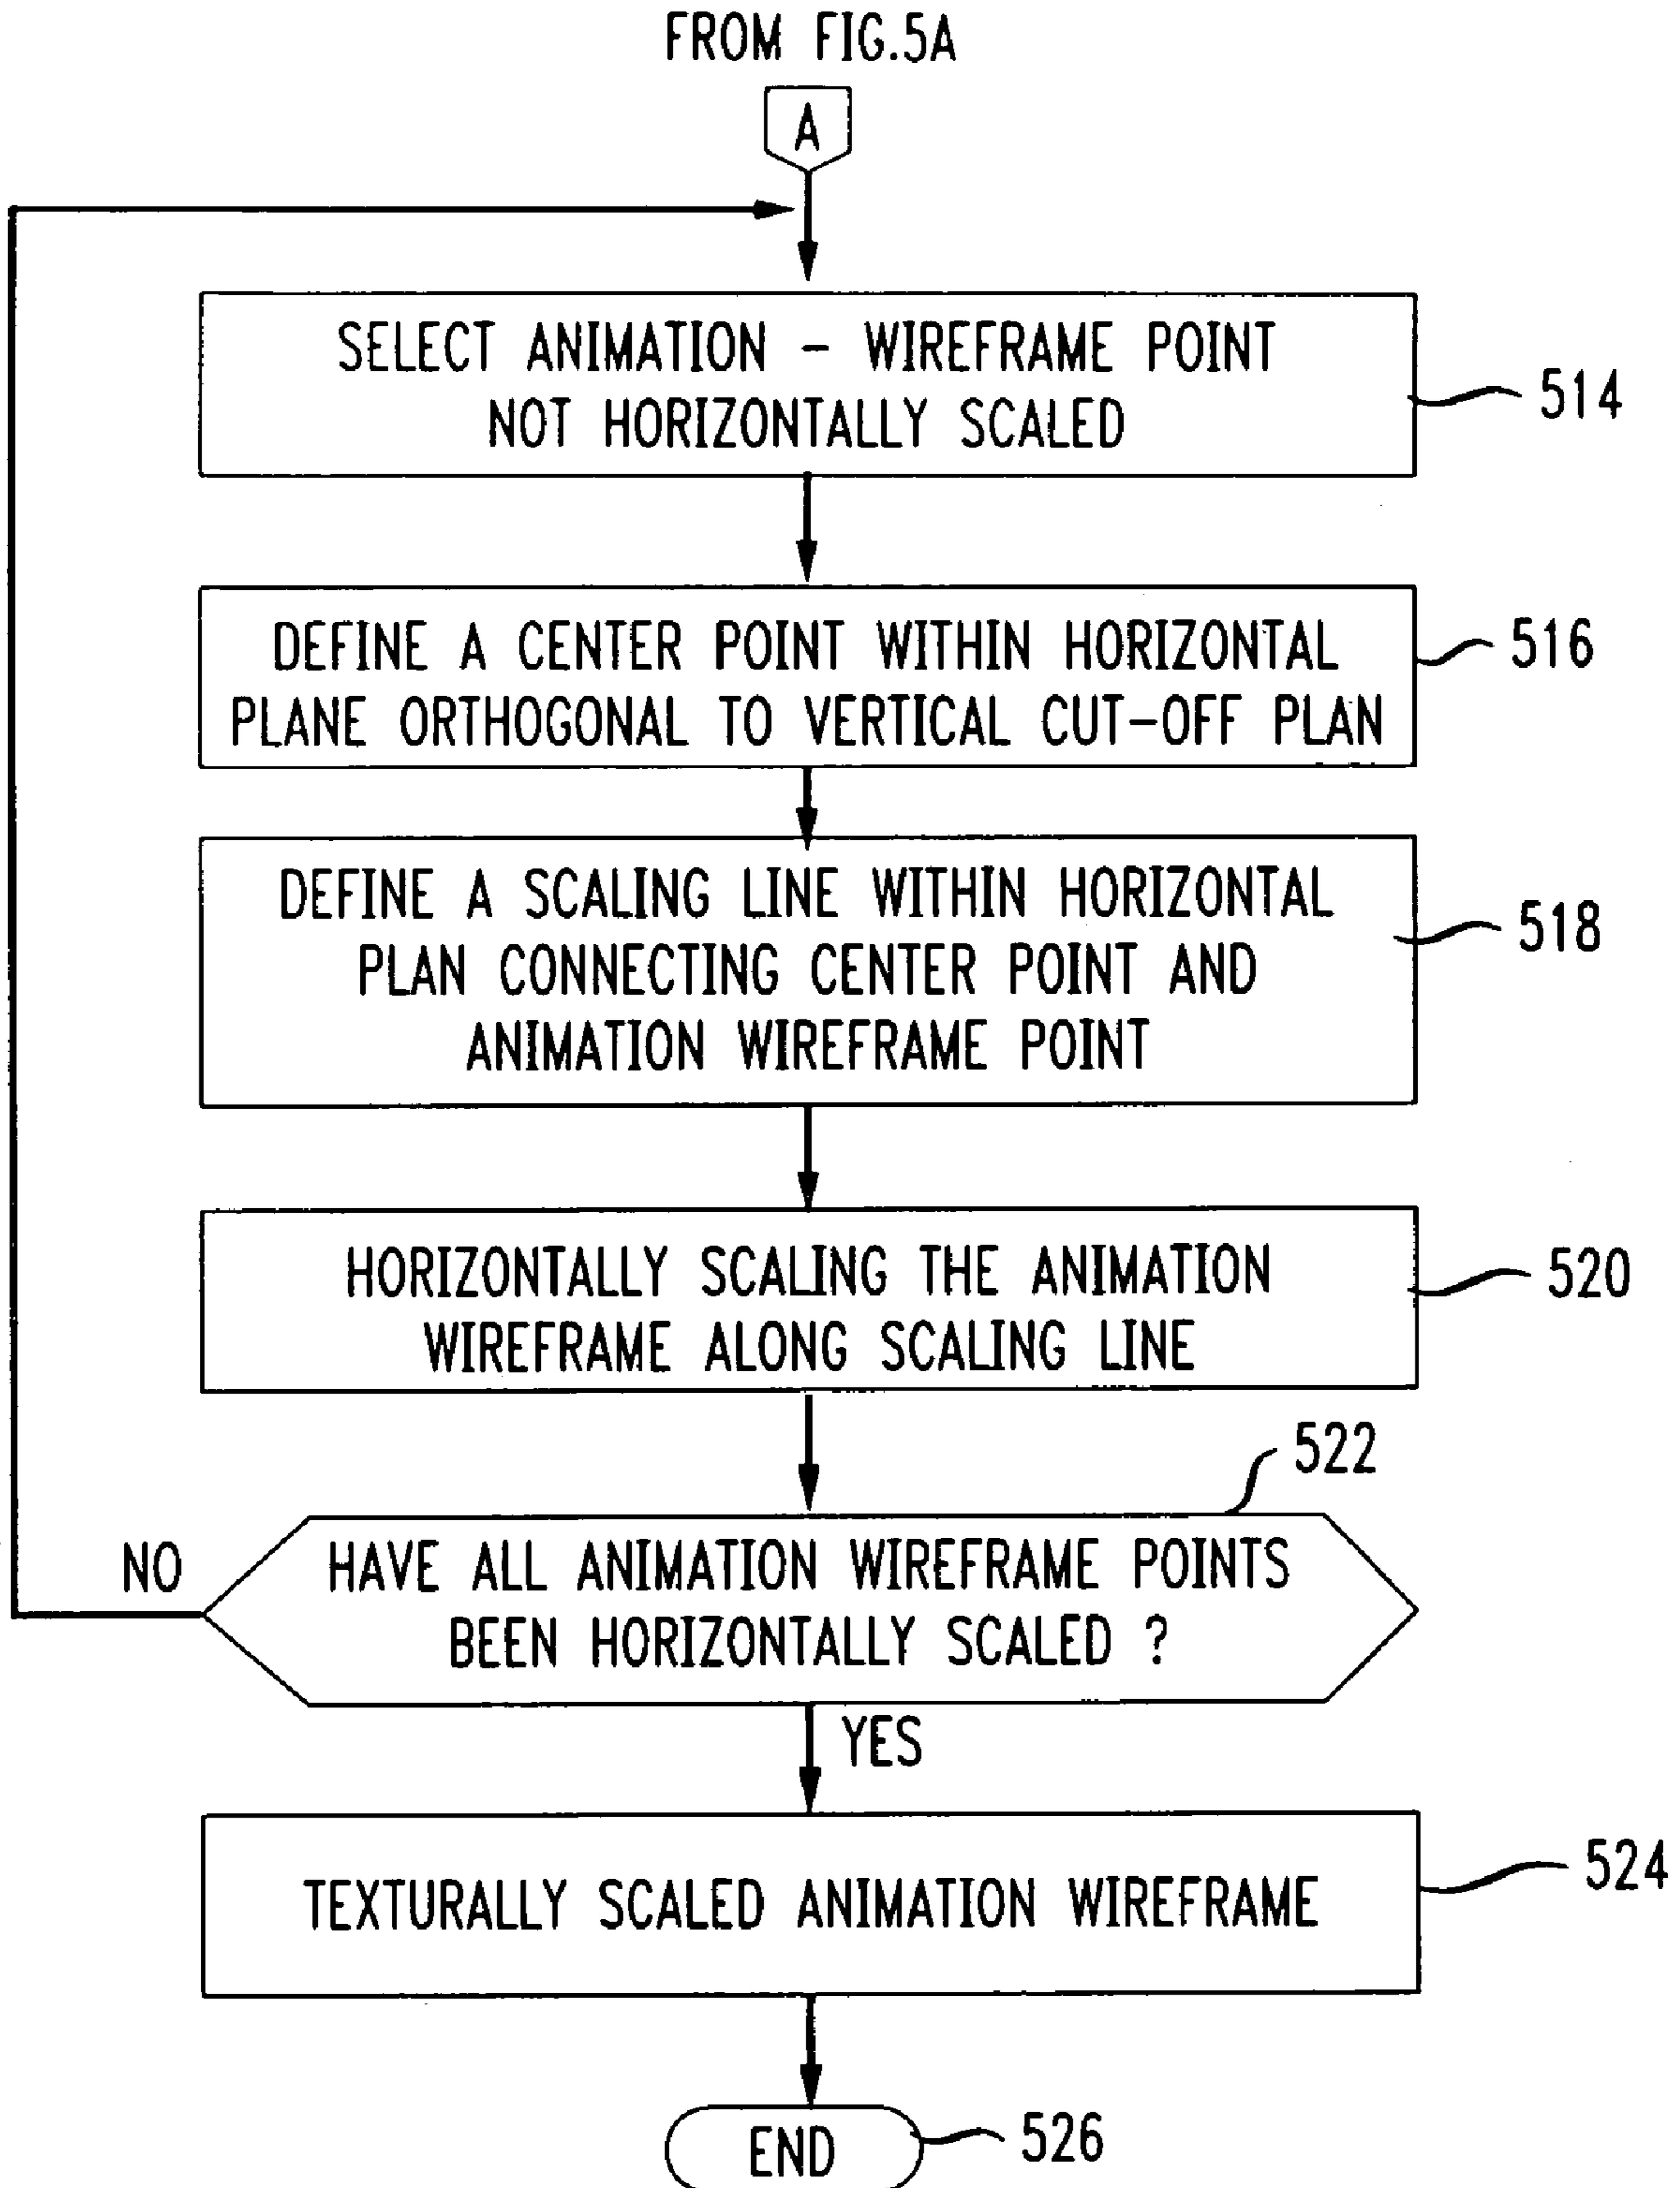 FROM FIG.5A
A
SELECT ANIMATION - WIREFRAME POINT
NOT HORIZONTALLY SCALED
514
DEFINE A CENTER POINT WITHIN HORIZONTAL
PLANE ORTHOGONAL TO VERTICAL CUT-OFF PLAN
516
DEFINE A SCALING LINE WITHIN HORIZONTAL
PLAN CONNECTING CENTER POINT AND
ANIMATION WIREFRAME POINT
518
HORIZONTALLY SCALING THE ANIMATION
WIREFRAME ALONG SCALING LINE
520
522
NO
HAVE ALL ANIMATION WIREFRAME POINTS
BEEN HORIZONTALLY SCALED ?
YES
TEXTURALLY SCALED ANIMATION WIREFRAME
524
END
526